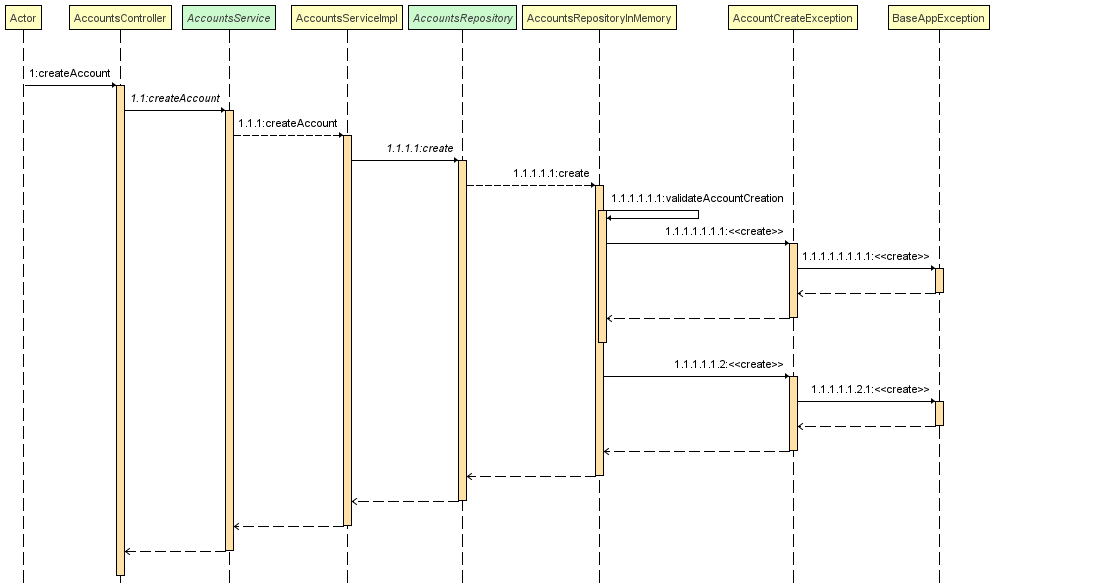 Actor
AccountsController
AccountsService
AccountsServiceImpl
AccountsRepository
AccountsRepositoryInMemory
AccountCreateException
BaseAppException
1:createAccount
1.1:createAccount
1.1.1:createAccount
1.1.1.1:create
1.1.1.1.1:create
1.1.1.1.1.1:validateAccountCreation
1.1.1.1.1.1.1:<<create>>
1.1.1.1.1.1.1.1:<<create>>
1.1.1.1.1.2:<<create>>
1.1.1.1.1.2.1:<<create>>